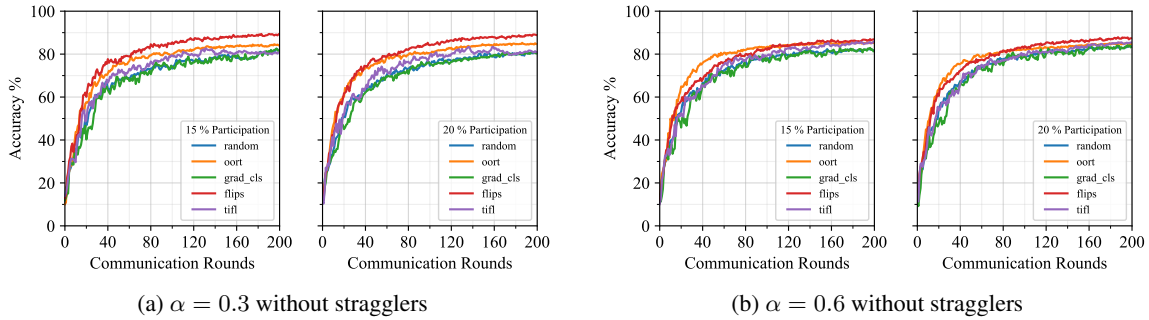 100
80
60
40
20
0
Accuracy %
15 % Participation
random
oort
grad_cls
flips
tifl
0 40 80 120 160 200
Communication Rounds
20 % Participation
random
oort
grad_cls
flips
tifl
0 40 80 120 160 200
Communication Rounds
(a) α = 0.3 without stragglers
100
80
60
40
20
0
Accuracy %
15 % Participation
random
oort
grad_cls
flips
tifl
0 40 80 120 160 200
Communication Rounds
20 % Participation
random
oort
grad_cls
flips
tifl
0 40 80 120 160 200
Communication Rounds
(b) α = 0.6 without stragglers